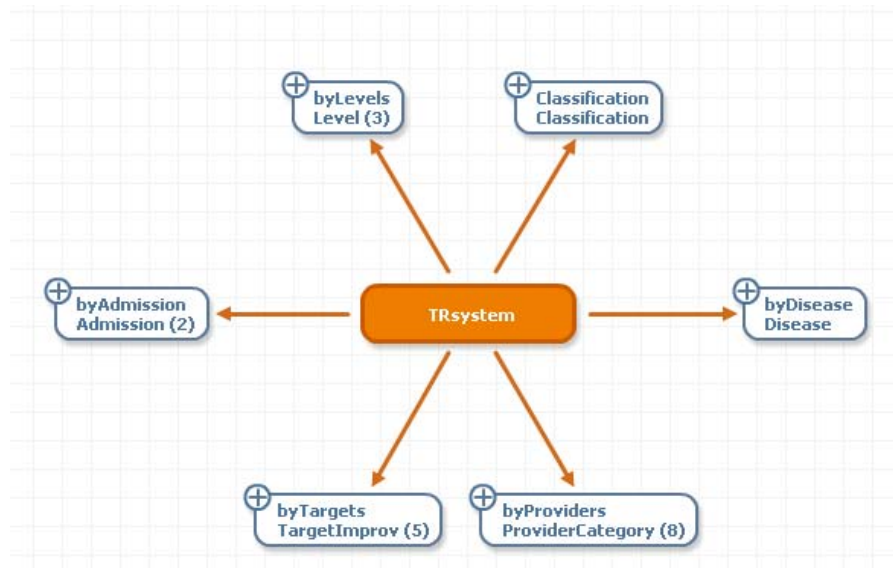 byLevels
Level (3)
Classification
Classification
byAdmission
Admission (2)
TRsystem
byDisease
Disease
byTargets
TargetImprov (5)
byProviders
ProviderCategory (8)